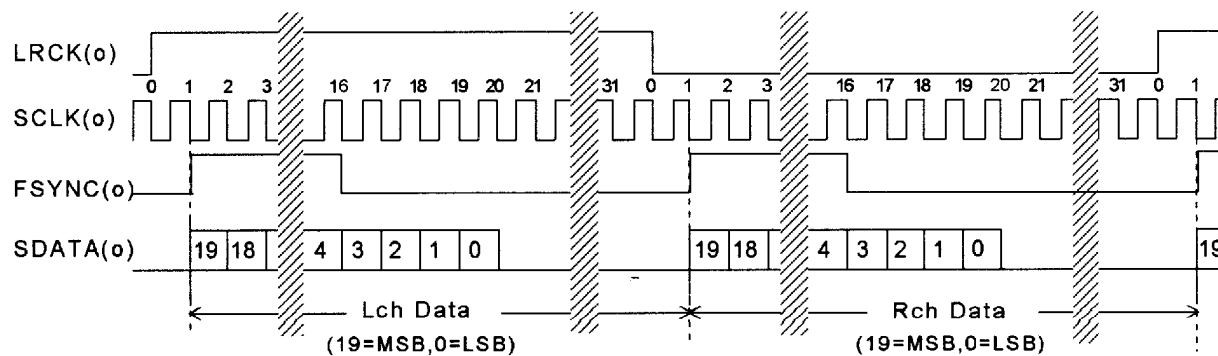 LRCK(o)
0 1 2 3 16 17 18 19 20 21 31 0 1 2 3 16 17 18 19 20 21 31 0 1
SCLK(o)
FSYNC(o)
SDATA(o) 19 18 4 3 2 1 0 19 18 4 3 2 1 0 19
Lch Data Rch Data
(19=MSB,0=LSB) (19=MSB,0=LSB)